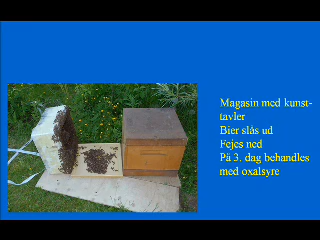 Magasin med kunst-
tavler
Bier slås ud
Fejes ned
På 3. dag behandles
med oxalsyre